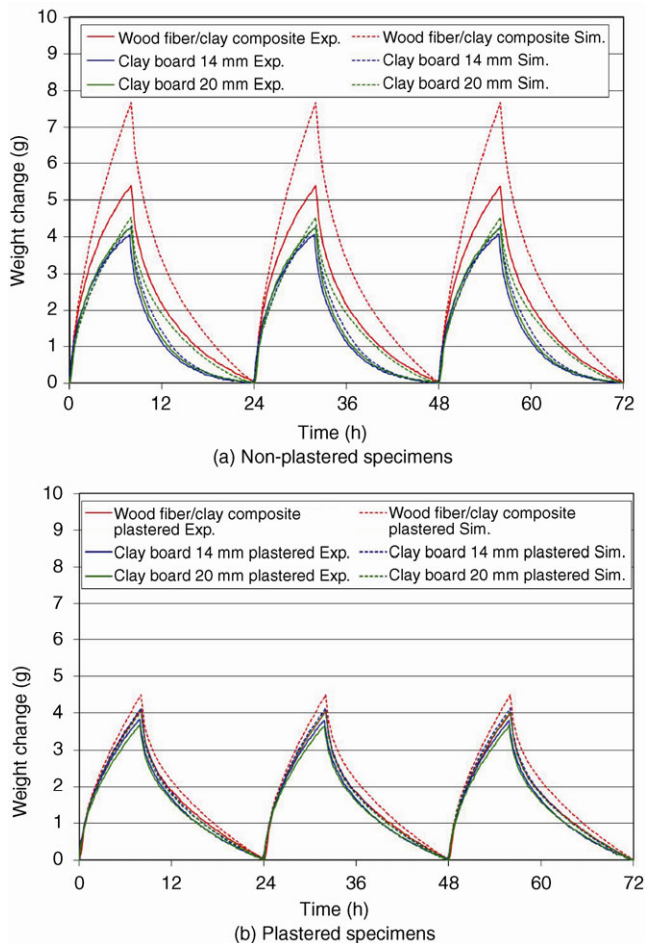 10
9
8
7
6
5
4
3
2
1
0
Weight change (g)
Wood fiber/clay composite Exp.
Wood fiber/clay composite Sim.
Clay board 14 mm Exp.
Clay board 14 mm Sim.
Clay board 20 mm Exp.
Clay board 20 mm Sim.
0 12 24 36 48 60 72
Time (h)
(a) Non-plastered specimens
10
9
8
7
6
5
4
3
2
1
0
Weight change (g)
Wood fiber/clay composite
plastered Exp.
Wood fiber/clay composite
plastered Sim.
Clay board 14 mm plastered Exp.
Clay board 14 mm plastered Sim.
Clay board 20 mm plastered Exp.
Clay board 20 mm plastered Sim.
0 12 24 36 48 60 72
Time (h)
(b) Plastered specimens